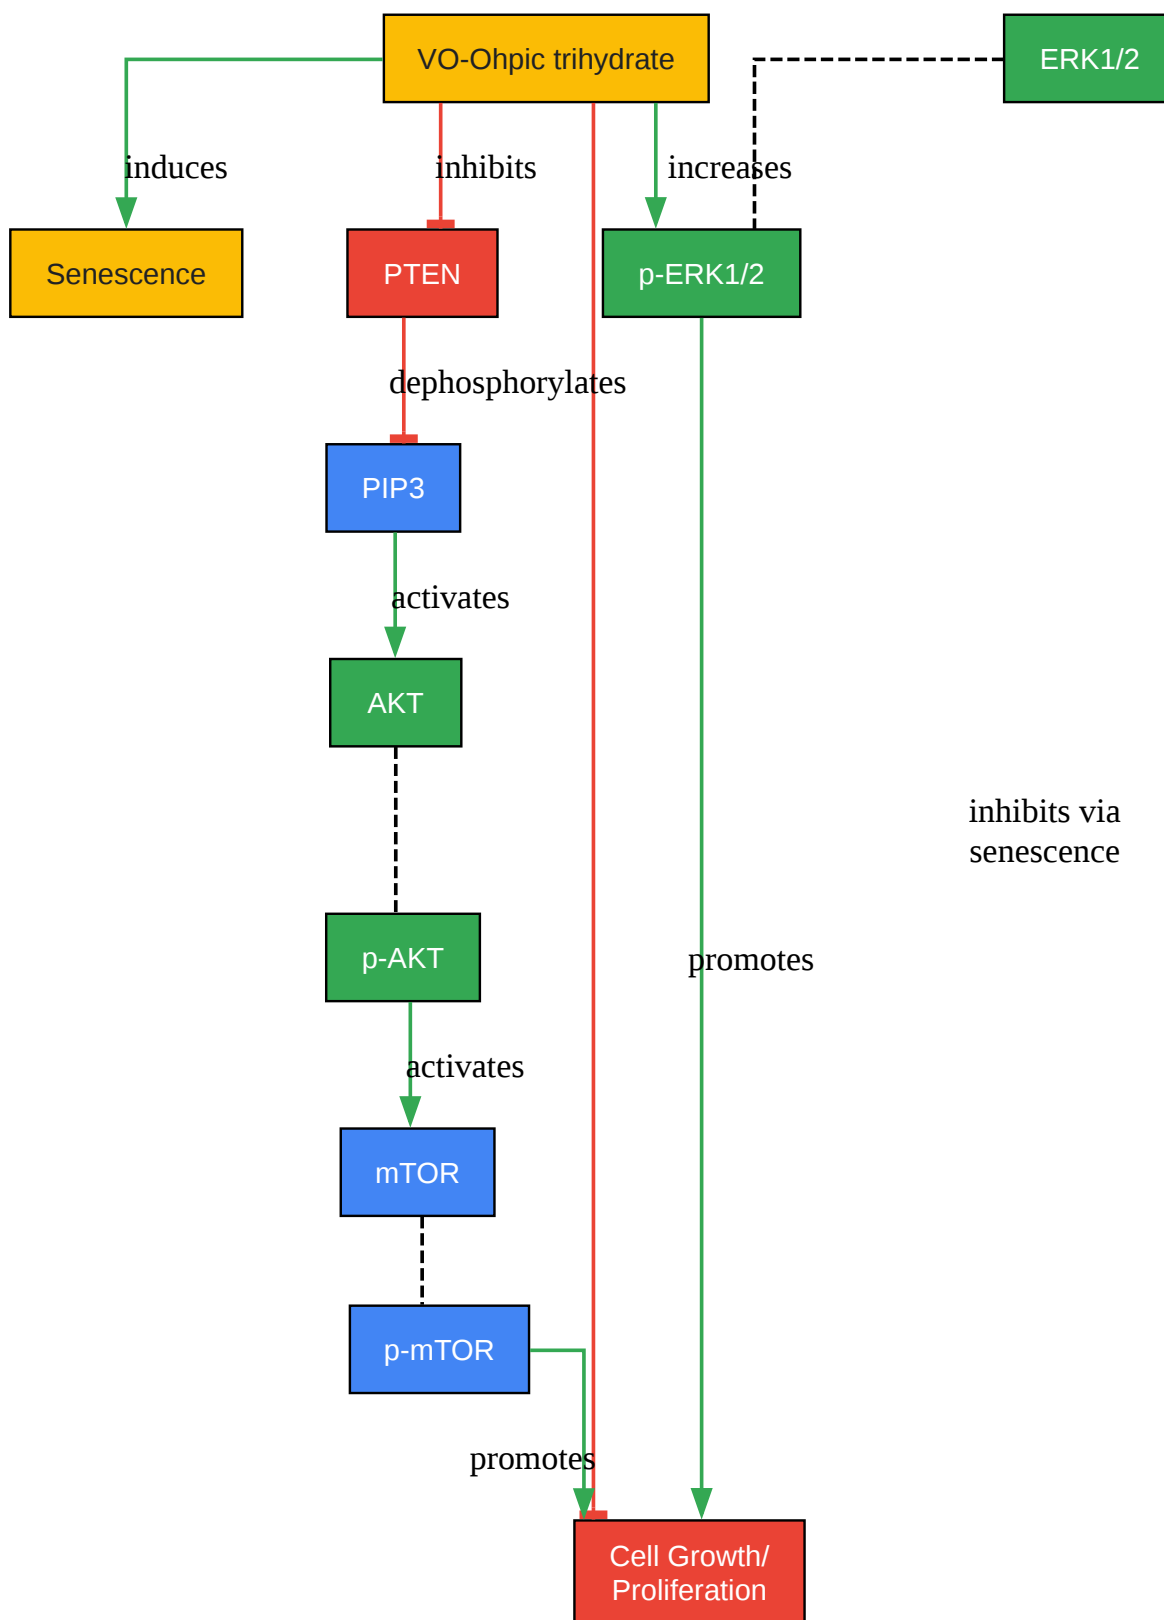 VO-Ohpic trihydrate
ERK1/2
induces
inhibits
increases
Senescence
PTEN
p-ERK1/2
dephosphorylates
PIP3
activates
AKT
inhibits via
senescence
p-AKT
promotes
activates
mTOR
p-mTOR
promotes
Cell Growth/
Proliferation